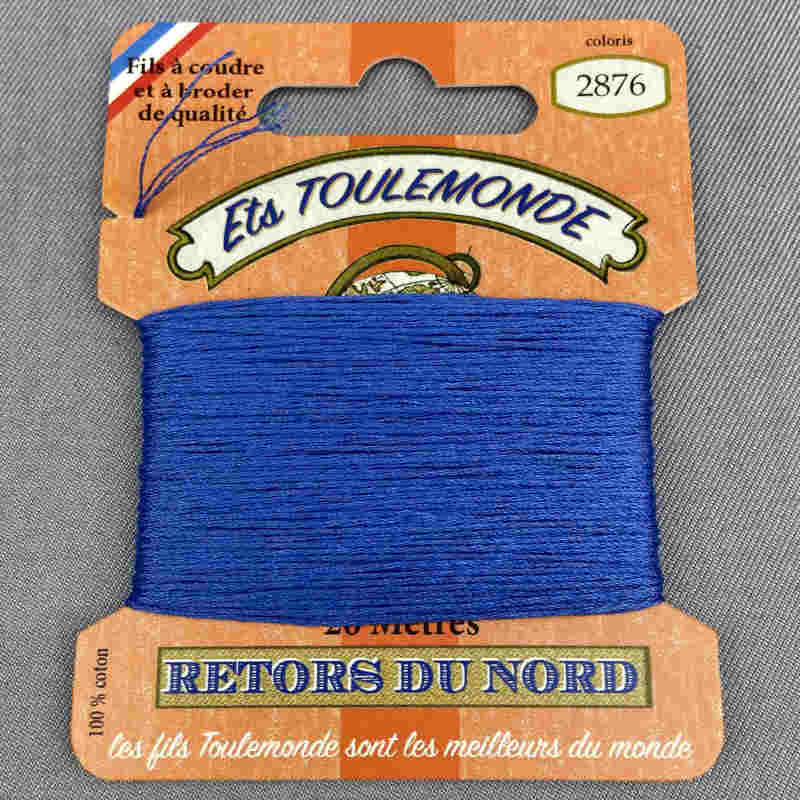 Fils à coudre
et à broder
de qualité
coloris
2876
Ets TOULEMONDE
20 Mètres
RETORS DU NORD
100 % coton
les fils Toulemonde sont les meilleurs du monde